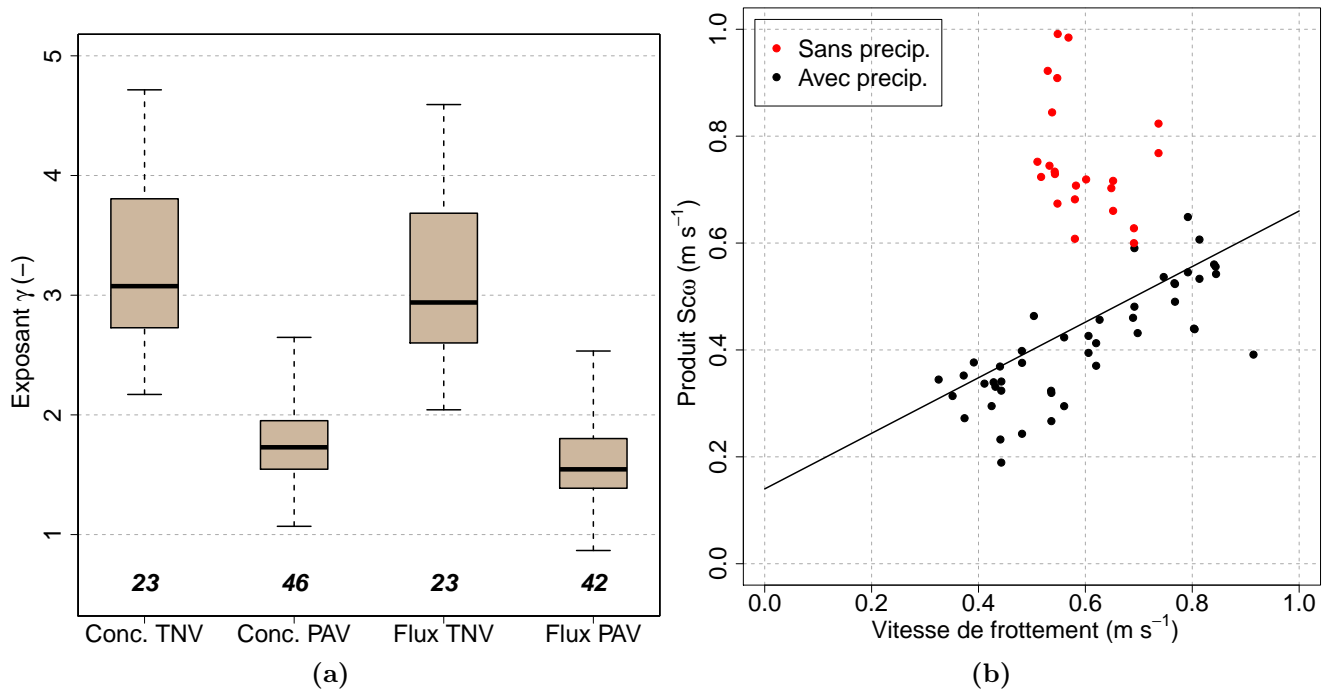 5
4
3
2
1
Exposant γ (−)
23
46
23
42
Conc. TNV
Conc. PAV
Flux TNV
Flux PAV
(a)
1.0
0.8
0.6
0.4
0.2
0.0
Produit Scω (m s⁻¹)
Sans precip.
Avec precip.
0.0
0.2
0.4
0.6
0.8
1.0
Vitesse de frottement (m s⁻¹)
(b)